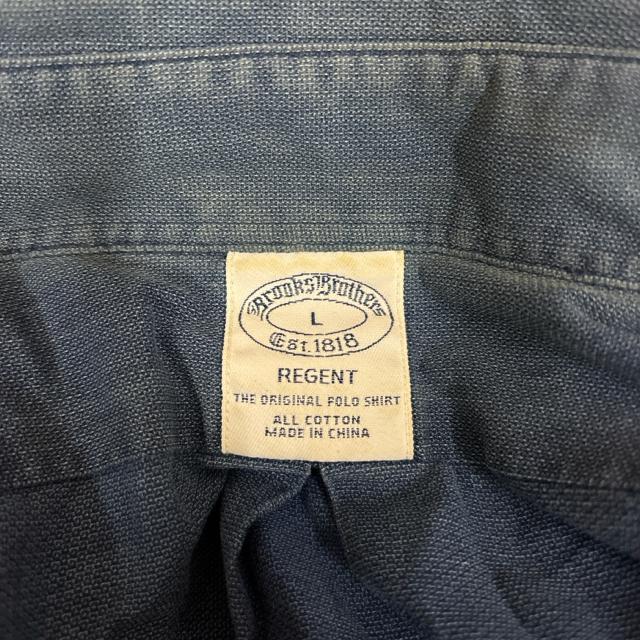 Brooks Brothers
L
Est. 1818
REGENT
THE ORIGINAL POLO SHIRT
ALL COTTON
MADE IN CHINA